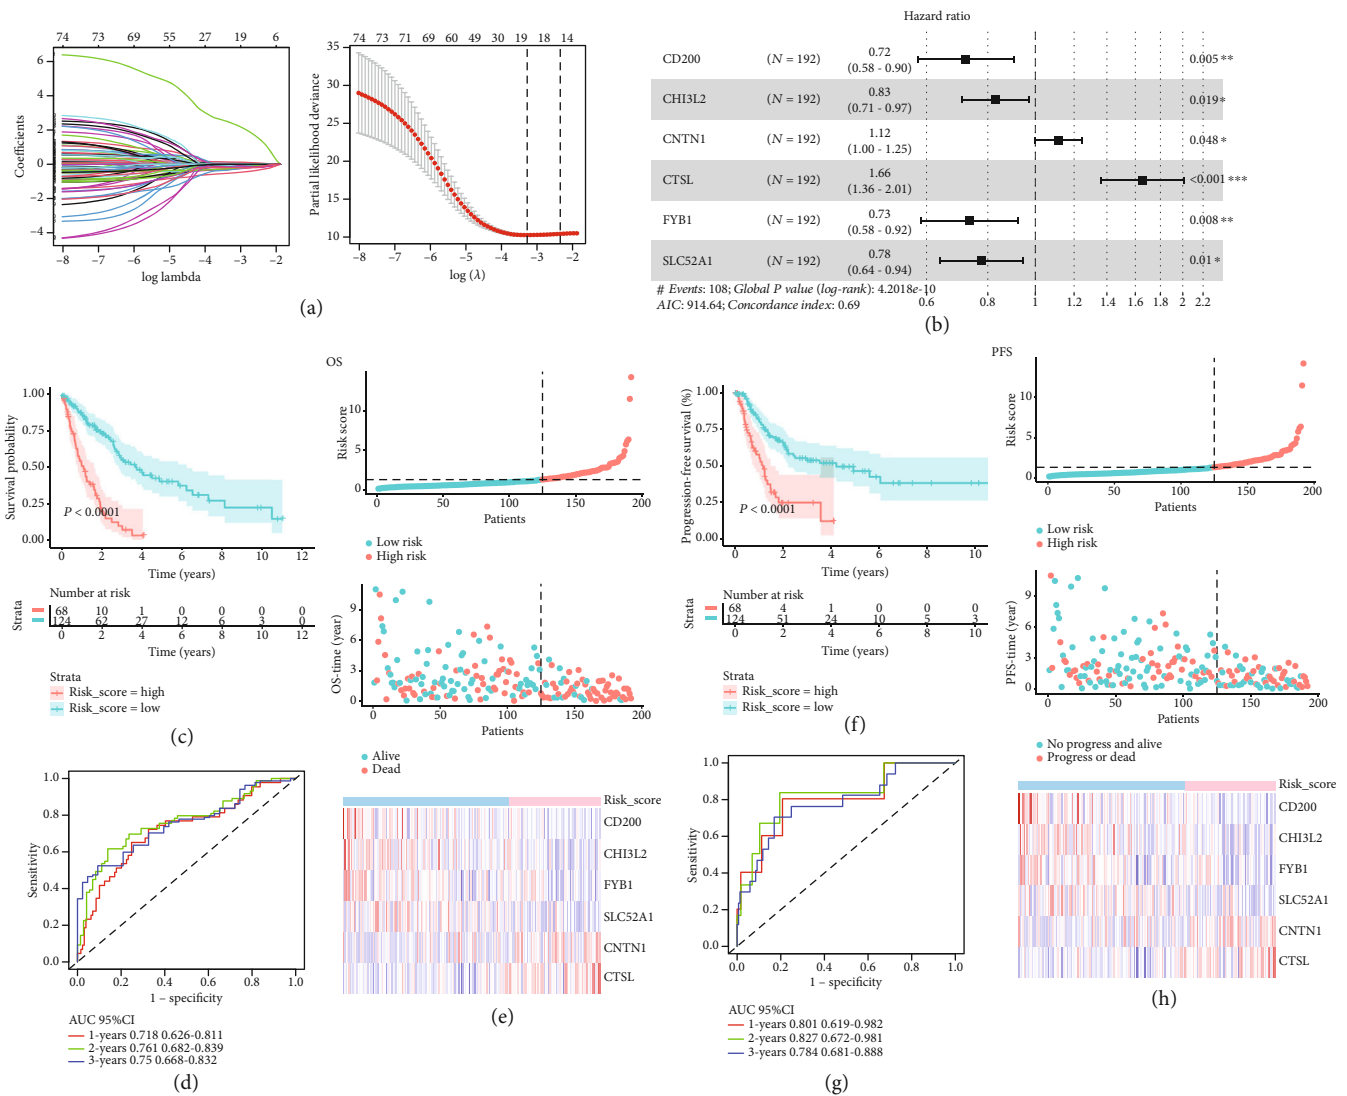 74 73 69 55 27 19 6
6
4
2
0
−2
−4
Coefficients
−8 −7 −6 −5 −4 −3 −2
log lambda
74 73 71 69 60 49 30 19 18 14
35
30
25
20
15
10
Partial likelihood deviance
−8 −7 −6 −5 −4 −3 −2
log (λ)
(a)
Hazard ratio
CD200 (N = 192) 0.72 (0.58 - 0.90) 0.005 **
CHI3L2 (N = 192) 0.83 (0.71 - 0.97) 0.019 *
CNTN1 (N = 192) 1.12 (1.00 - 1.25) 0.048 *
CTSL (N = 192) 1.66 (1.36 - 2.01) <0.001 ***
FYB1 (N = 192) 0.73 (0.58 - 0.92) 0.008 **
SLC52A1 (N = 192) 0.78 (0.64 - 0.94) 0.01 *
# Events: 108; Global P value (log-rank): 4.2018e-10
AIC: 914.64; Concordance index: 0.69
0.6 0.8 1 1.2 1.4 1.6 1.8 2 2.2
(b)
OS
1.00
0.75
0.50
0.25
0.00
Survival probability
P < 0.0001
0 2 4 6 8 10 12
Time (years)
Number at risk
Strata
68 10 1 0 0 0 0
124 62 27 12 6 3 0
0 2 4 6 8 10 12
Time (years)
Strata
Risk_score = high
Risk_score = low
(c)
10
5
0
Risk score
0 50 100 150 200
Patients
Low risk
High risk
9
6
3
0
OS-time (year)
0 50 100 150 200
Patients
Alive
Dead
Risk_score
CD200
CHI3L2
FYB1
SLC52A1
CNTN1
CTSL
(e)
1.0
0.8
0.6
0.4
0.2
0.0
Sensitivity
0.0 0.2 0.4 0.6 0.8 1.0
1 − specificity
AUC 95%CI
1-years 0.718 0.626-0.811
2-years 0.761 0.682-0.839
3-years 0.75 0.668-0.832
(d)
PFS
1.00
0.75
0.50
0.25
0.00
Progression-free survival (%)
P < 0.0001
0 2 4 6 8 10
Time (years)
Number at risk
Strata
68 4 1 0 0 0
124 51 24 10 5 3
0 2 4 6 8 10
Time (years)
Strata
Risk_score = high
Risk_score = low
(f)
10
5
0
Risk score
0 50 100 150 200
Patients
Low risk
High risk
9
6
3
0
PFS-time (year)
0 50 100 150 200
Patients
No progress and alive
Progress or dead
Risk_score
CD200
CHI3L2
FYB1
SLC52A1
CNTN1
CTSL
(h)
1.0
0.8
0.6
0.4
0.2
0.0
Sensitivity
0.0 0.2 0.4 0.6 0.8 1.0
1 − specificity
AUC 95%CI
1-years 0.801 0.619-0.982
2-years 0.827 0.672-0.981
3-years 0.784 0.681-0.888
(g)